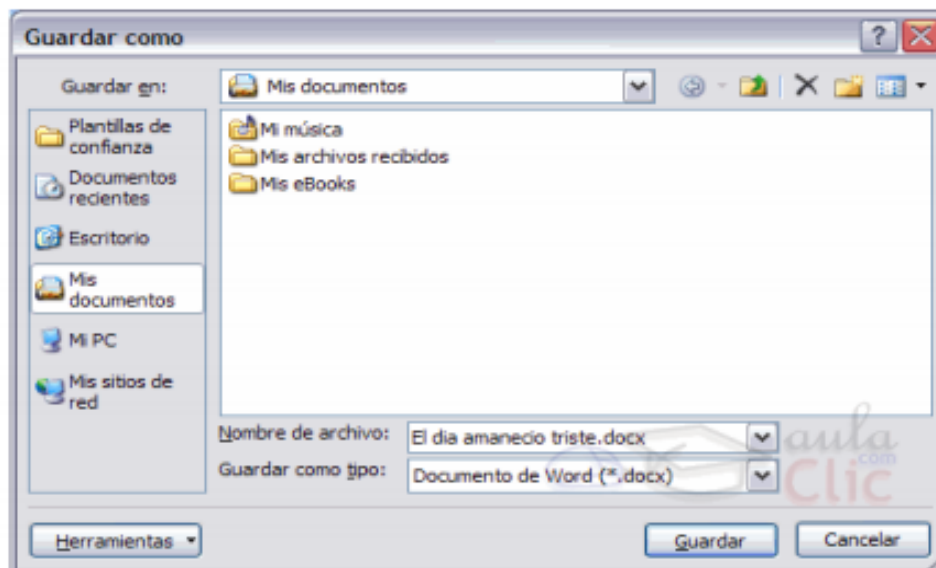 Guardar como
Guardar en:
Mis documentos
Plantillas de
confianza
Documentos
recientes
Escritorio
Mis
documentos
Mi PC
Mis sitios de
red
Mi música
Mis archivos recibidos
Mis eBooks
Nombre de archivo:
El dia amanecio triste.docx
Guardar como tipo:
Documento de Word (*.docx)
aula
Clic
.com
Herramientas
Guardar
Cancelar